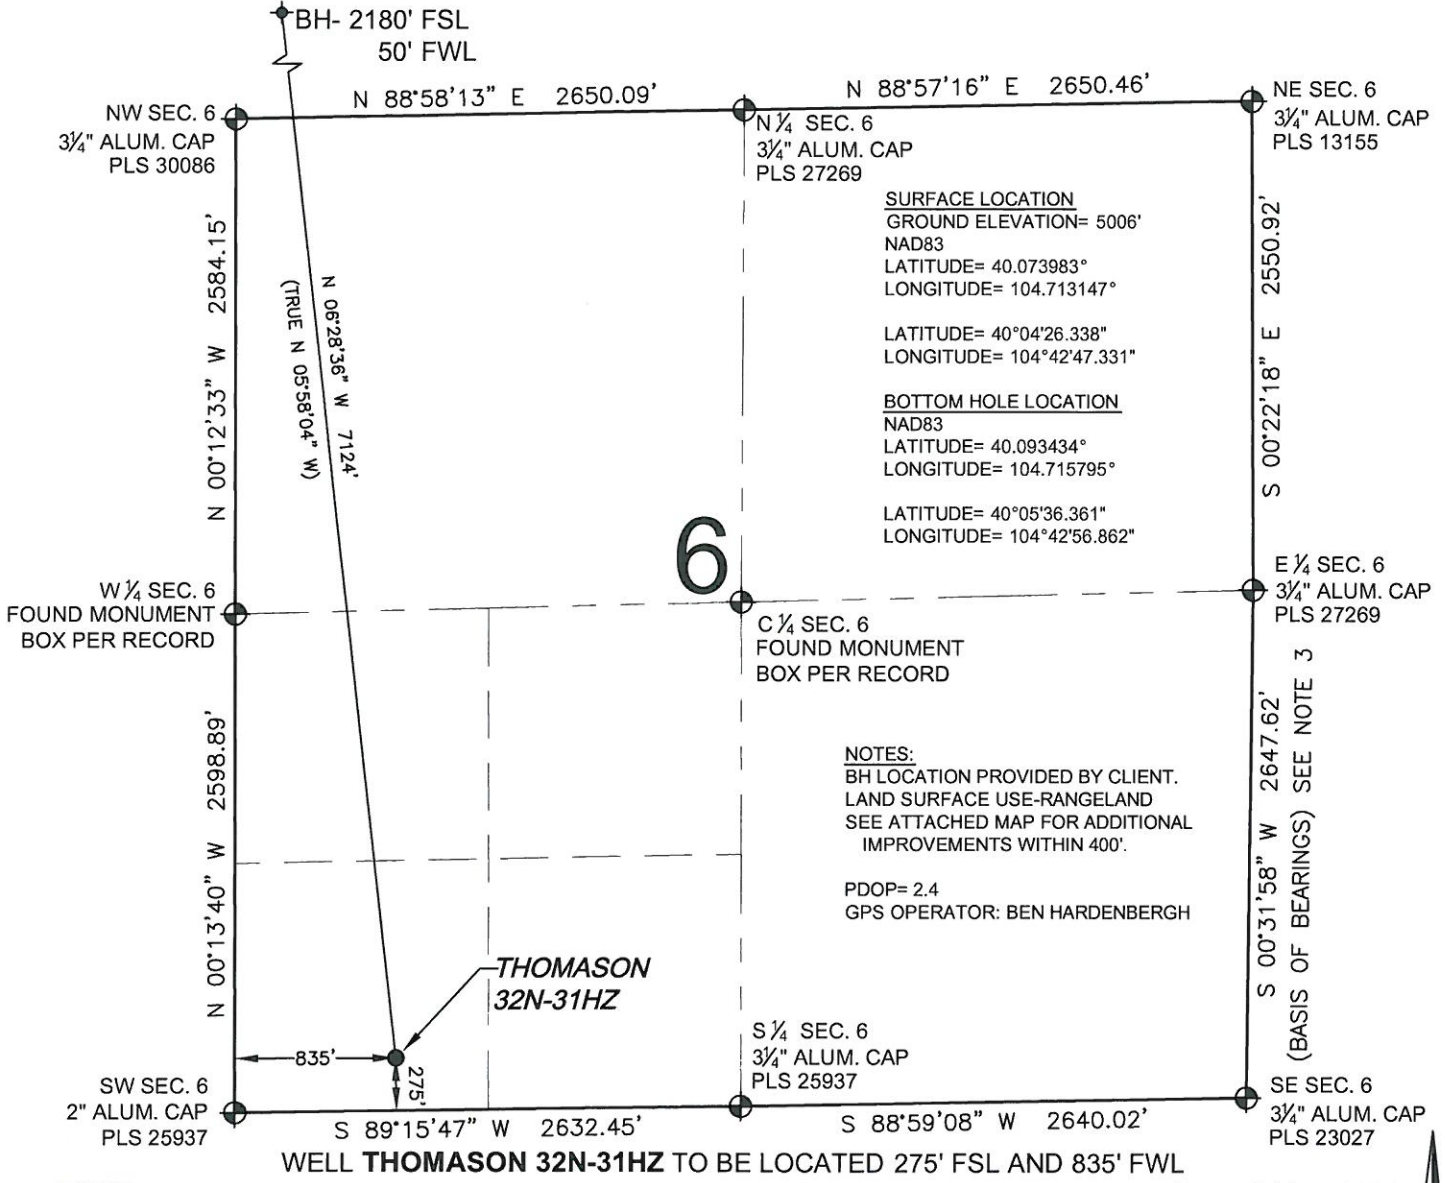 BH- 2180' FSL
50' FWL
N 88°58'13" E 2650.09'
N 88°57'16" E 2650.46'
NW SEC. 6
3¼" ALUM. CAP
PLS 30086
N ¼ SEC. 6
3¼" ALUM. CAP
PLS 27269
NE SEC. 6
3¼" ALUM. CAP
PLS 13155
SURFACE LOCATION
GROUND ELEVATION= 5006'
NAD83
LATITUDE= 40.073983°
LONGITUDE= 104.713147°
LATITUDE= 40°04'26.338"
LONGITUDE= 104°42'47.331"
BOTTOM HOLE LOCATION
NAD83
LATITUDE= 40.093434°
LONGITUDE= 104.715795°
LATITUDE= 40°05'36.361"
LONGITUDE= 104°42'56.862"
N 00°12'33" W 2584.15'
N 06°28'36" W 7124'
(TRUE N 05°58'04" W)
S 00°22'18" E 2550.92'
6
W ¼ SEC. 6
FOUND MONUMENT
BOX PER RECORD
C ¼ SEC. 6
FOUND MONUMENT
BOX PER RECORD
E ¼ SEC. 6
3¼" ALUM. CAP
PLS 27269
N 00°13'40" W 2598.89'
NOTES:
BH LOCATION PROVIDED BY CLIENT.
LAND SURFACE USE-RANGELAND
SEE ATTACHED MAP FOR ADDITIONAL
IMPROVEMENTS WITHIN 400'.
PDOP= 2.4
GPS OPERATOR: BEN HARDENBERGH
S 00°31'58" W 2647.62'
(BASIS OF BEARINGS) SEE NOTE 3
THOMASON
32N-31HZ
835'
275'
SW SEC. 6
2" ALUM. CAP
PLS 25937
S ¼ SEC. 6
3¼" ALUM. CAP
PLS 25937
SE SEC. 6
3¼" ALUM. CAP
PLS 23027
S 89°15'47" W 2632.45'
S 88°59'08" W 2640.02'
WELL THOMASON 32N-31HZ TO BE LOCATED 275' FSL AND 835' FWL